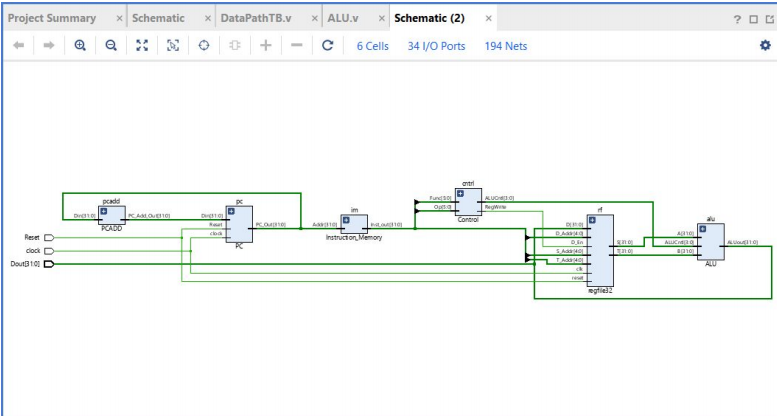 Project Summary × Schematic × DataPathTB.v × ALU.v × Schematic (2) ×
? 
6 Cells 34 I/O Ports 194 Nets
pcadd
Din[31:0] PC_Add_Out[31:0]
PCADD
pc
Din[31:0]
Reset
clock
PC_Out[31:0]
PC
im
Addr[31:0] Inst_out[31:0]
Instruction_Memory
cntrl
Func[5:0] ALUCnt[3:0]
Op[5:0] RegWrite
Control
rf
D[31:0]
D_Addr[4:0]
D_En
S_Addr[4:0]
T_Addr[4:0]
clk
reset
S[31:0]
T[31:0]
regfile32
alu
A[31:0]
ALUCntl[3:0]
B[31:0]
ALUout[31:0]
ALU
Reset
clock
Dout[31:0]